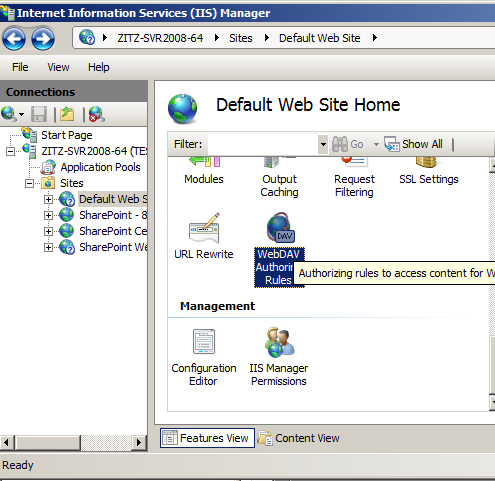 Internet Information Services (IIS) Manager
ZITZ-SVR2008-64 Sites Default Web Site
File View Help
Connections
Start Page
ZITZ-SVR2008-64 (TES
Application Pools
Sites
Default Web S
SharePoint - 8
SharePoint Ce
SharePoint We
Default Web Site Home
Filter: Go Show All
Modules
Output Caching
Request Filtering
SSL Settings
URL Rewrite
DAV
WebDAV
Rules
Authorizing rules to access content for W
Management
Configuration Editor
IIS Manager Permissions
Features View Content View
Ready